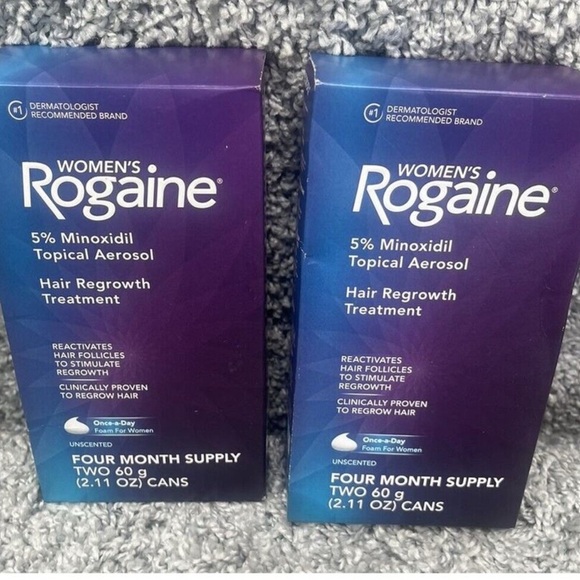 #1 DERMATOLOGIST
RECOMMENDED BRAND
WOMEN'S
Rogaine®
5% Minoxidil
Topical Aerosol
Hair Regrowth
Treatment
REACTIVATES
HAIR FOLLICLES
TO STIMULATE
REGROWTH
CLINICALLY PROVEN
TO REGROW HAIR
Once-a-Day
Foam For Women
UNSCENTED
FOUR MONTH SUPPLY
TWO 60 g
(2.11 OZ) CANS
#1 DERMATOLOGIST
RECOMMENDED BRAND
WOMEN'S
Rogaine®
5% Minoxidil
Topical Aerosol
Hair Regrowth
Treatment
REACTIVATES
HAIR FOLLICLES
TO STIMULATE
REGROWTH
CLINICALLY PROVEN
TO REGROW HAIR
Once-a-Day
Foam For Women
UNSCENTED
FOUR MONTH SUPPLY
TWO 60 g
(2.11 OZ) CANS